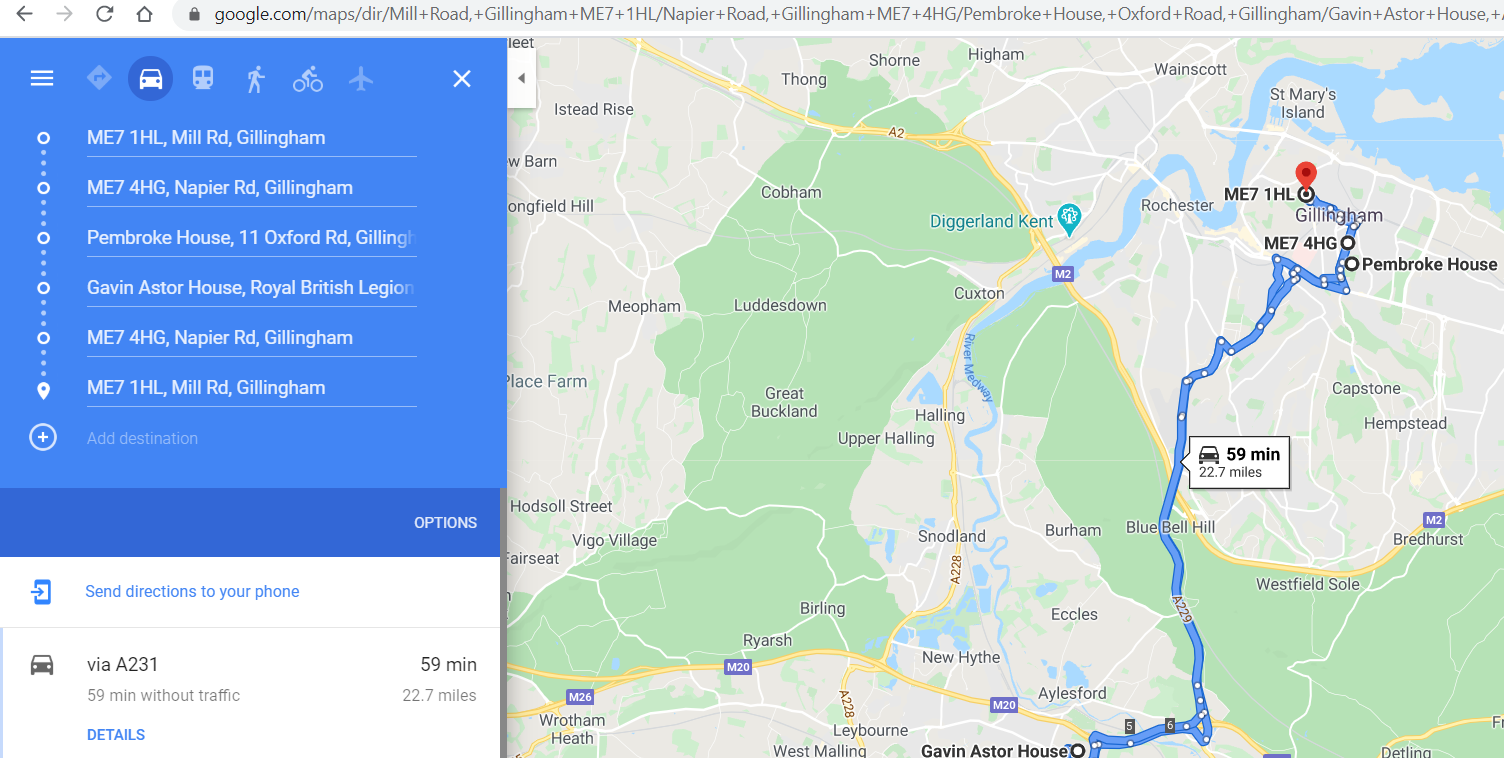 google.com/maps/dir/Mill+Road,+Gillingham+ME7+1HL/Napier+Road,+Gillingham+ME7+4HG/Pembroke+House,+Oxford+Road,+Gillingham/Gavin+Astor+House,+
ME7 1HL, Mill Rd, Gillingham
ME7 4HG, Napier Rd, Gillingham
Pembroke House, 11 Oxford Rd, Gillingh
Gavin Astor House, Royal British Legion
ME7 4HG, Napier Rd, Gillingham
ME7 1HL, Mill Rd, Gillingham
Add destination
OPTIONS
Send directions to your phone
via A231
59 min
59 min without traffic
22.7 miles
DETAILS
leet
Shorne
Higham
Thong
Wainscott
St Mary's
Island
Istead Rise
A2
ew Barn
Cobham
ME7 1HL
Rochester
ongfield Hill
Diggerland Kent
Gillingham
ME7 4HG
Pembroke House
M2
Cuxton
Meopham
Luddesdown
River Medway
Place Farm
Great
Buckland
Capstone
Halling
Hempstead
Upper Halling
59 min
22.7 miles
Hodsoll Street
Blue Bell Hill
M2
Snodland
Burham
Bredhurst
Vigo Village
Fairseat
A228
Westfield Sole
Birling
Eccles
A229
Ryarsh
New Hythe
M20
M26
Aylesford
A228
M20
Wrotham
Heath
Leybourne
5
6
West Malling
Gavin Astor House
Detling